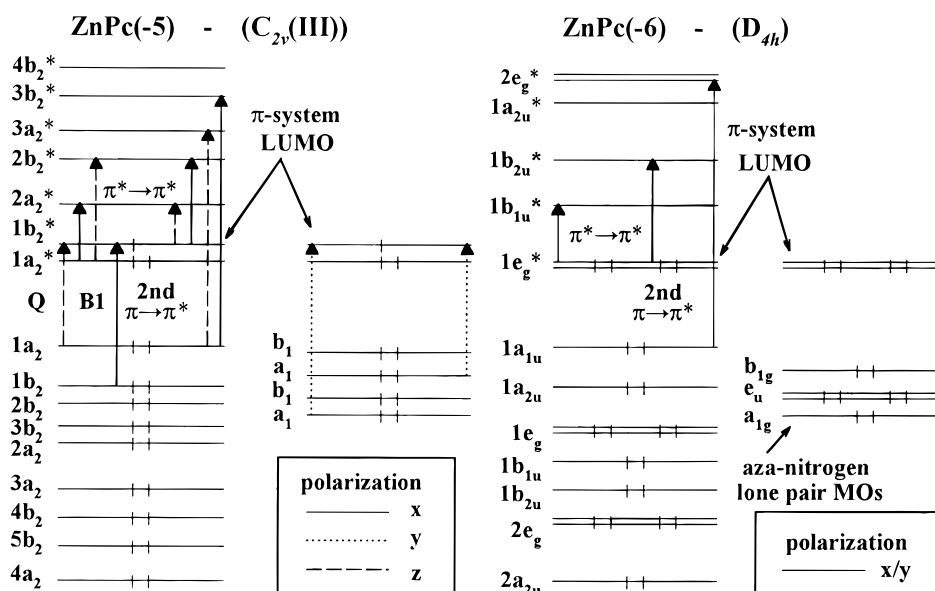 ZnPc(-5) - (C2v(III))
4b2*
3b2*
3a2*
2b2*
2a2*
1b2*
1a2*
π*→π*
Q B1 2nd
π→π*
1a2
1b2
2b2
3b2
2a2
3a2
4b2
5b2
4a2
π-system
LUMO
b1
a1
b1
a1
polarization
x
y
z
ZnPc(-6) - (D4h)
2eg*
1a2u*
1b2u*
1b1u*
1eg*
π*→π*
2nd
π→π*
1a1u
1a2u
1eg
1b1u
1b2u
2eg
2a2u
π-system
LUMO
b1g
eu
a1g
aza-nitrogen
lone pair MOs
polarization
x/y